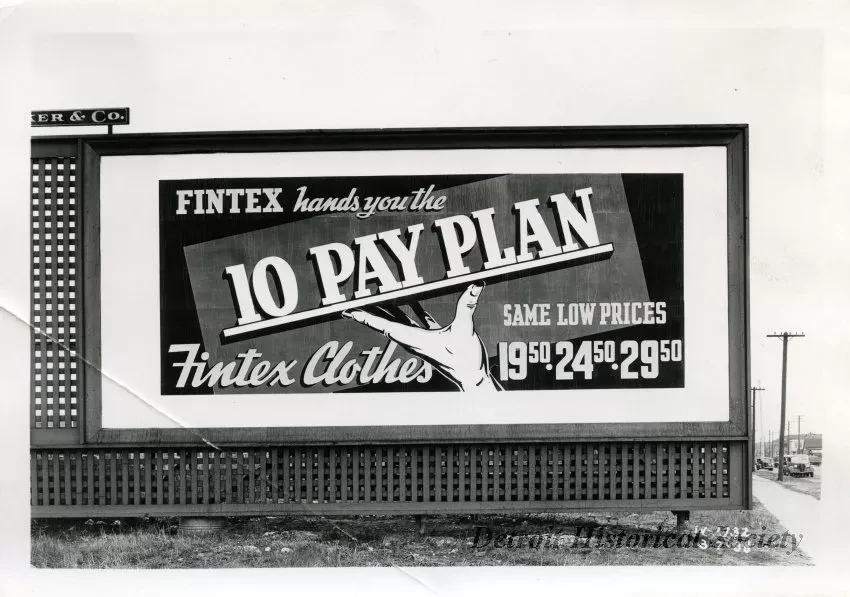 KER & CO.
FINTEX hands you the
10 PAY PLAN
SAME LOW PRICES
19⁵⁰·24⁵⁰·29⁵⁰
Fintex Clothes
Detroit Historical Society